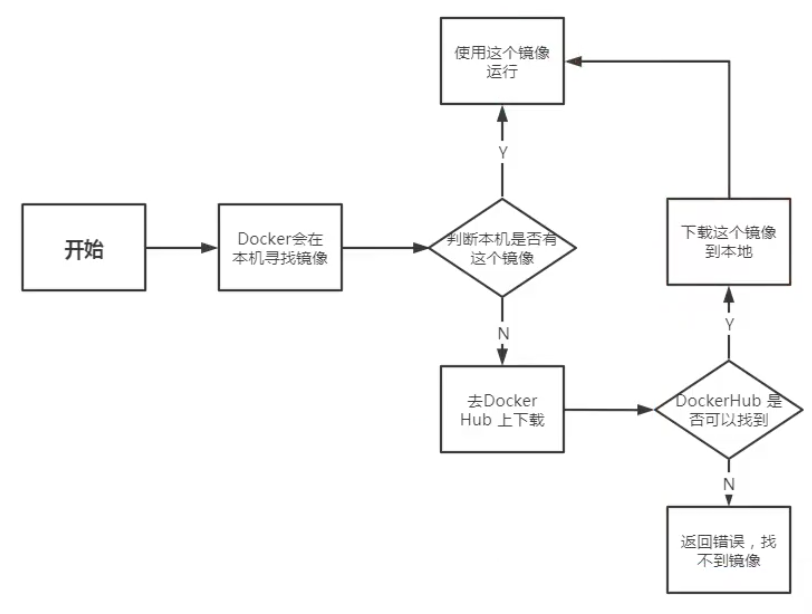 使用这个镜像
运行
Y
开始
Docker会在
本机寻找镜像
判断本机是否有
这个镜像
下载这个镜像
到本地
N
Y
去Docker
Hub 上下载
DockerHub 是
否可以找到
N
返回错误，找
不到镜像